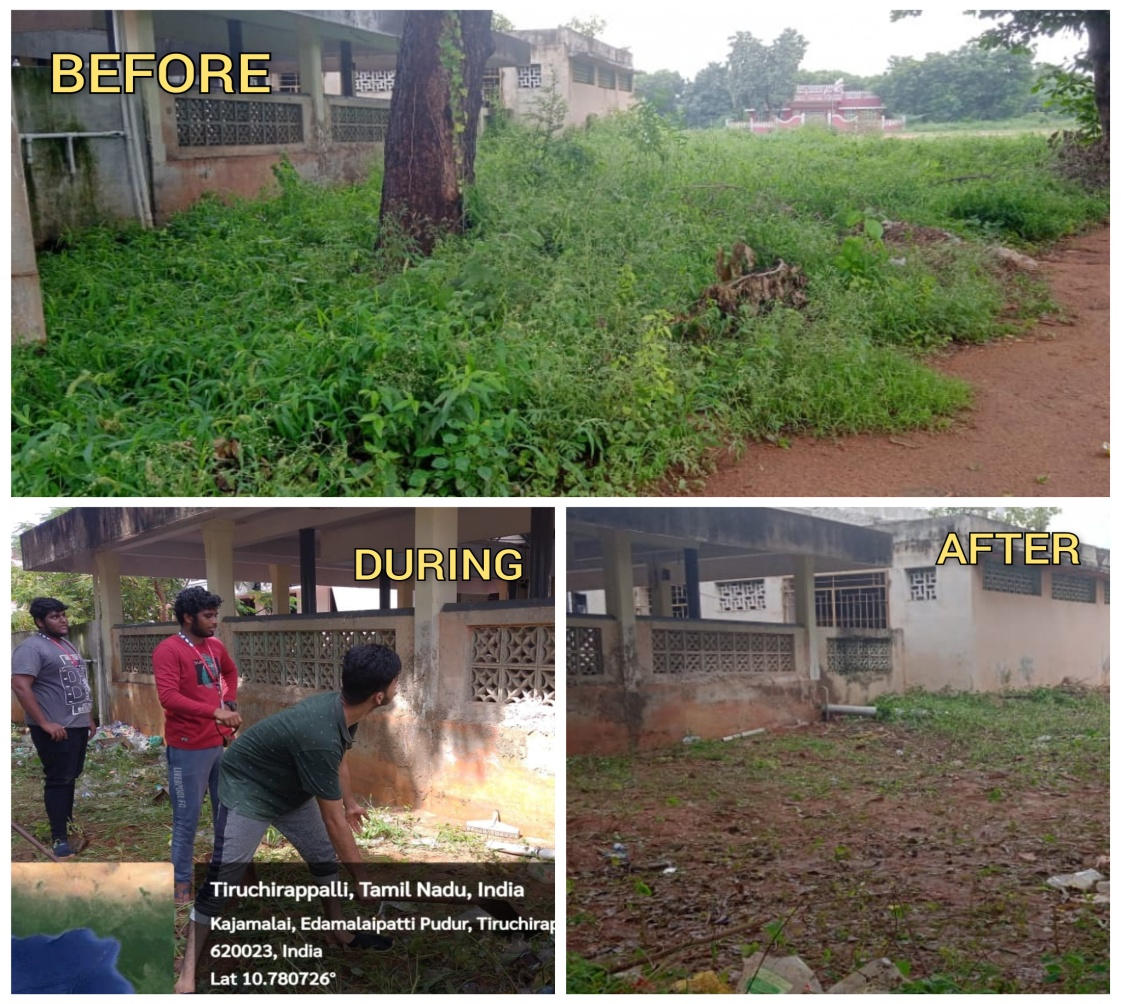 BEFORE
DURING
AFTER
Tiruchirappalli, Tamil Nadu, India
Kajamalai, Edamalaipatti Pudur, Tiruchirap
620023, India
Lat 10.780726°